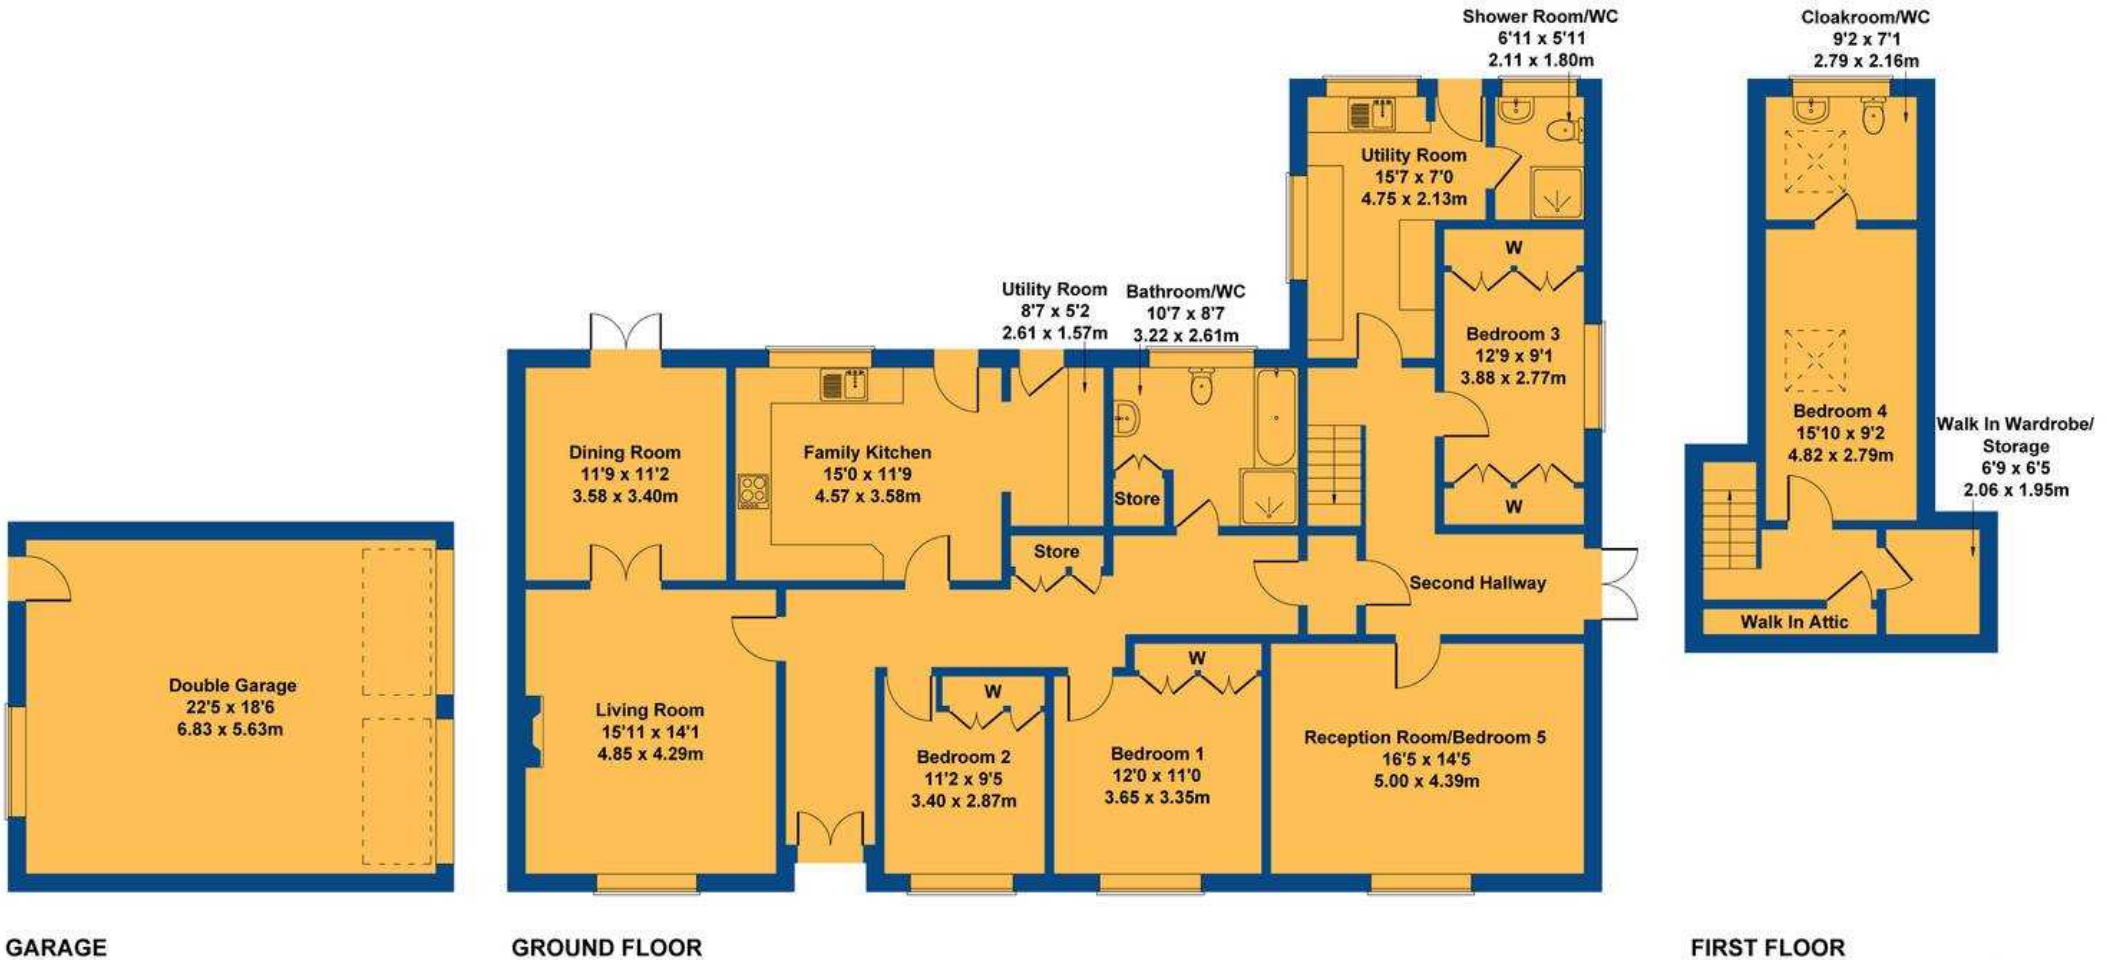 Shower Room/WC
6'11 x 5'11
2.11 x 1.80m
Cloakroom/WC
9'2 x 7'1
2.79 x 2.16m
Utility Room
15'7 x 7'0
4.75 x 2.13m
W
Utility Room
8'7 x 5'2
2.61 x 1.57m
Bathroom/WC
10'7 x 8'7
3.22 x 2.61m
Bedroom 3
12'9 x 9'1
3.88 x 2.77m
Bedroom 4
15'10 x 9'2
4.82 x 2.79m
Walk In Wardrobe/
Storage
6'9 x 6'5
2.06 x 1.95m
Dining Room
11'9 x 11'2
3.58 x 3.40m
Family Kitchen
15'0 x 11'9
4.57 x 3.58m
Store
W
Store
Second Hallway
Walk In Attic
Double Garage
22'5 x 18'6
6.83 x 5.63m
Living Room
15'11 x 14'1
4.85 x 4.29m
W
W
Bedroom 2
11'2 x 9'5
3.40 x 2.87m
Bedroom 1
12'0 x 11'0
3.65 x 3.35m
Reception Room/Bedroom 5
16'5 x 14'5
5.00 x 4.39m
GARAGE
GROUND FLOOR
FIRST FLOOR